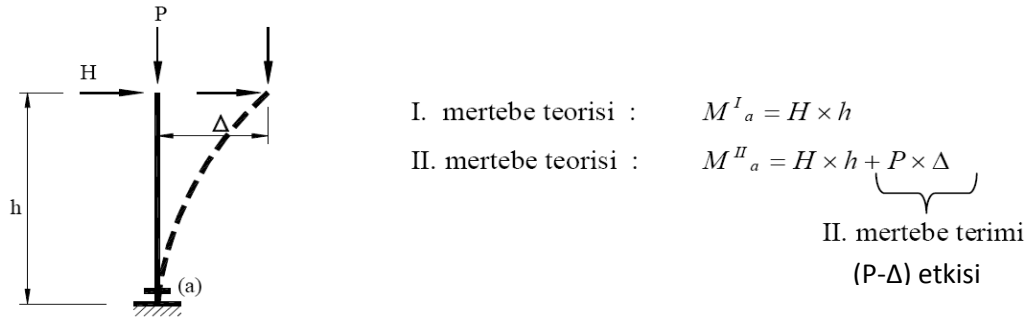 P
H
Δ
h
(a)
I. mertebe teorisi : M^I_a = H × h
II. mertebe teorisi : M^II_a = H × h + P × Δ
II. mertebe terimi
(P-Δ) etkisi